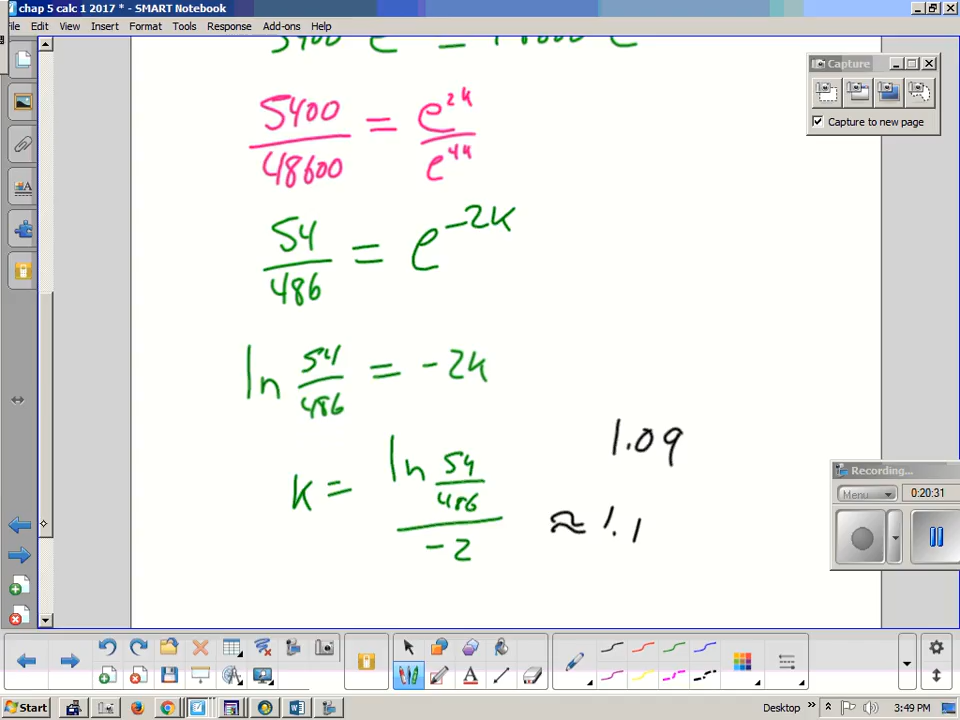 chap 5 calc 1 2017 * - SMART Notebook
File Edit View Insert Format Tools Response Add-ons Help
Capture
Capture to new page
5400/48600 = e^2k/e^4k
54/486 = e^-2k
ln 54/486 = -2k
1.09
k = ln 54/486 / -2 ≈ 1.1
Recording...
Menu
0:20:31
Start
Desktop
3:49 PM